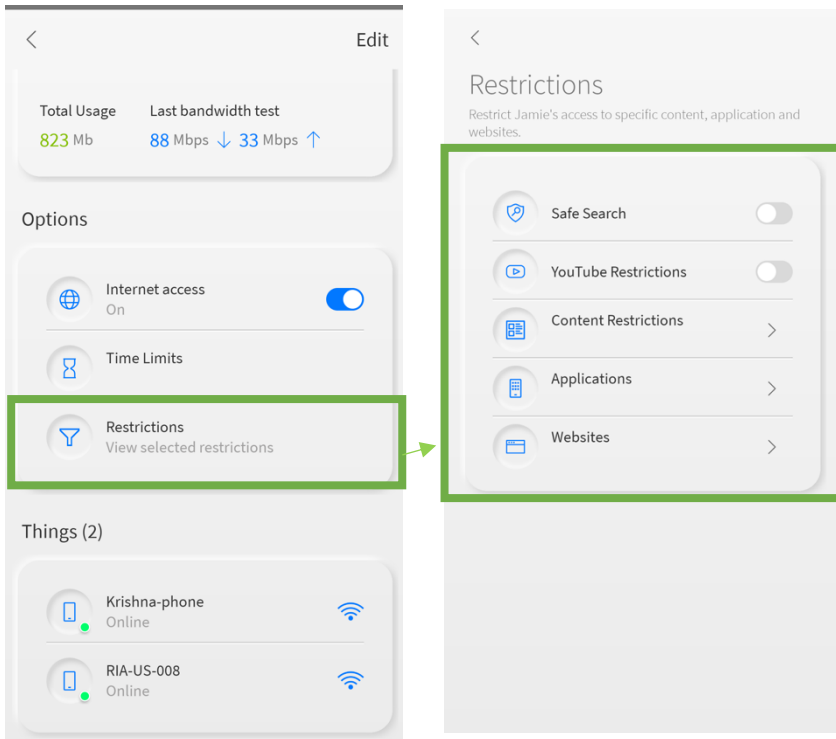 Edit
Total Usage Last bandwidth test
823 Mb 88 Mbps 33 Mbps
Options
Internet access
On
Time Limits
Restrictions
View selected restrictions
Things (2)
Krishna-phone
Online
RIA-US-008
Online
Restrictions
Restrict Jamie's access to specific content, application and
websites.
Safe Search
YouTube Restrictions
Content Restrictions
Applications
Websites